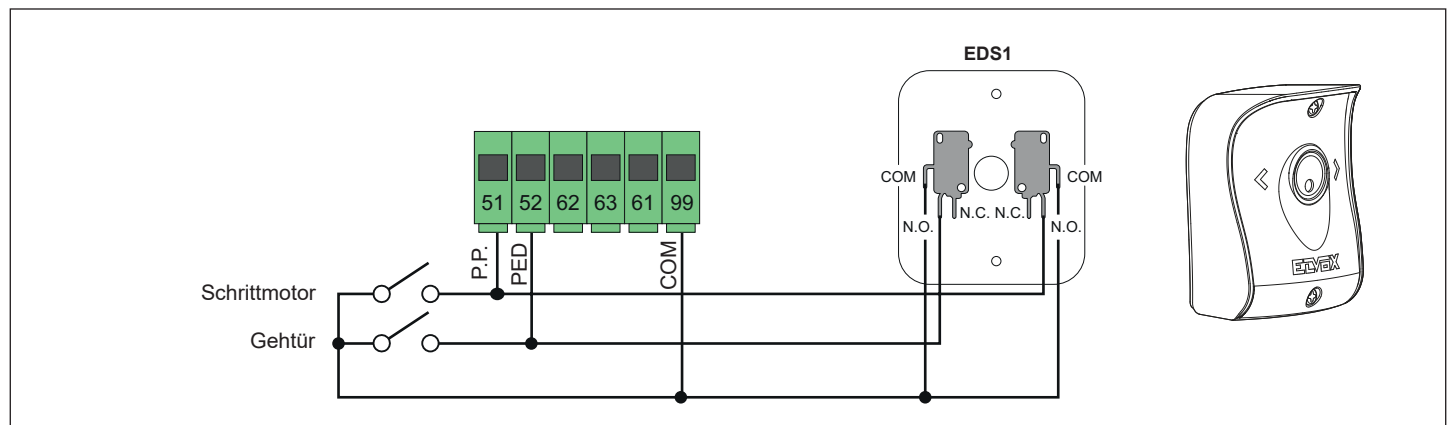 EDS1
51 52 62 63 61 99
P.P.
PED
COM
COM
COM
N.C. N.C.
N.O.
N.O.
Schrittmotor
Gehtür
ELVOX